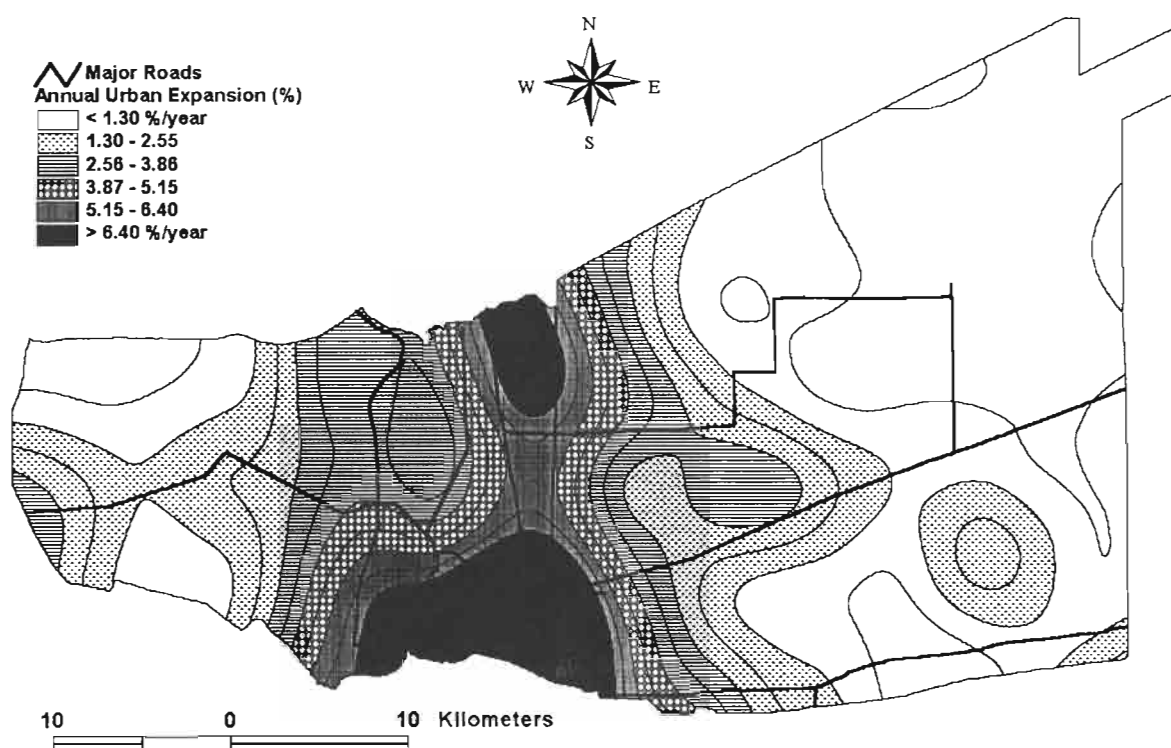 N
W E
S
Major Roads
Annual Urban Expansion (%)
< 1.30 %/year
1.30 - 2.55
2.56 - 3.86
3.87 - 5.15
5.15 - 6.40
> 6.40 %/year
10 0 10 Kilometers